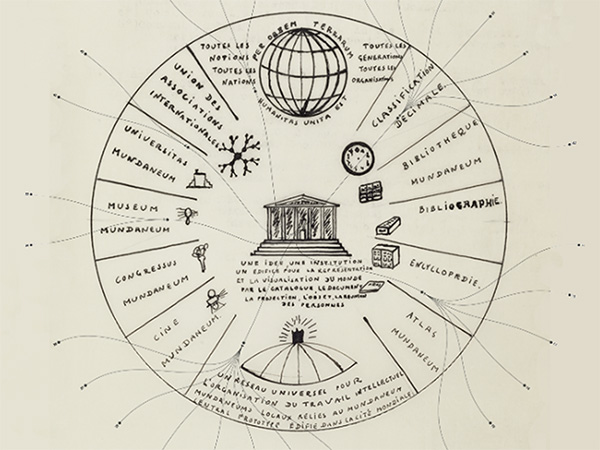 TOUTES LES
NOTIONS
TOUTES LES
NATIONS
PER ORBEM TERRARUM
HUMANITAS UNITA EST
TOUTES LES
GÉNÉRATIONS
TOUTES LES
ORGANISATIONS
UNION DES
ASSOCIATIONS
INTERNATIONALES
CLASSIFICATION
DÉCIMALE.
UNIVERSITAS
MUNDANEUM
BIBLIOTHEQUE
MUNDANEUM
MUSEUM
MUNDANEUM
BIBLIOGRAPHIE
CONGRESSUS
MUNDANEUM
ENCYCLOPÆDIE.
CINE
MUNDANEUM.
ATLAS
MUNDANEUM
UNE IDÉE UNE INSTITUTION
UN EDIFICE POUR LA REPRÉSENTATION
ET LA VISUALISATION DU MONDE
PAR LE CATALOGUE, LE DOCUMENT
LA PROJECTION, L'OBJET, LA RÉUNION
DES PERSONNES
UN RESEAU UNIVERSEL POUR
L'ORGANISATION DU TRAVAIL INTELLECTUEL
MUNDANEUMS LOCAUX RELIÉS AU MUNDANEUM
CENTRAL PROTOTYPE ÉDIFIÉ DANS LA CITÉ MONDIALE